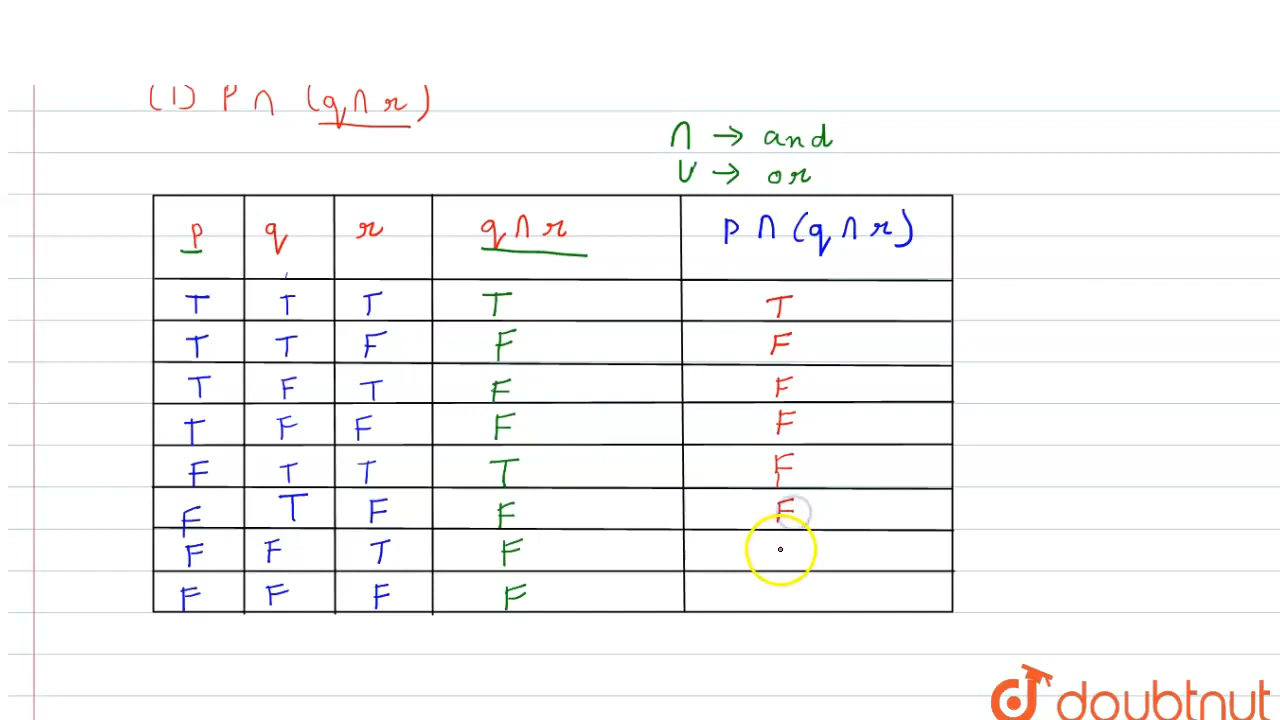 (1) P ∩ (q ∩ r)
∩ → and
∪ → or
p q r q ∩ r p ∩ (q ∩ r)
T T T T T
T T F F F
T F T F F
T F F F F
F T T T F
F T F F F
F F T F
F F F F
doubtnut